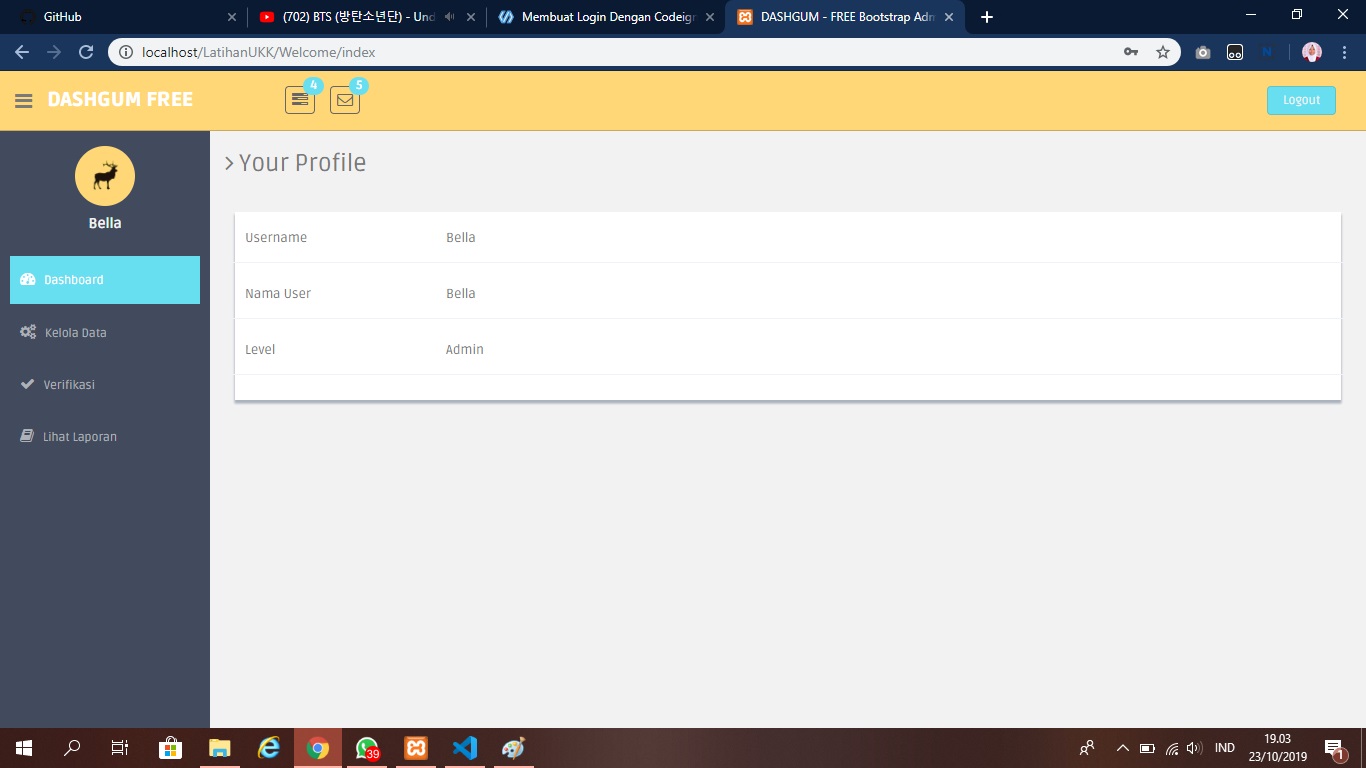 GitHub
(702) BTS (방탄소년단) - Und
Membuat Login Dengan Codeign
DASHGUM - FREE Bootstrap Adm
localhost/LatihanUKK/Welcome/index
DASHGUM FREE
4
5
Logout
Bella
Dashboard
Kelola Data
Verifikasi
Lihat Laporan
Your Profile
Username Bella
Nama User Bella
Level Admin
39
IND
19.03
23/10/2019
1